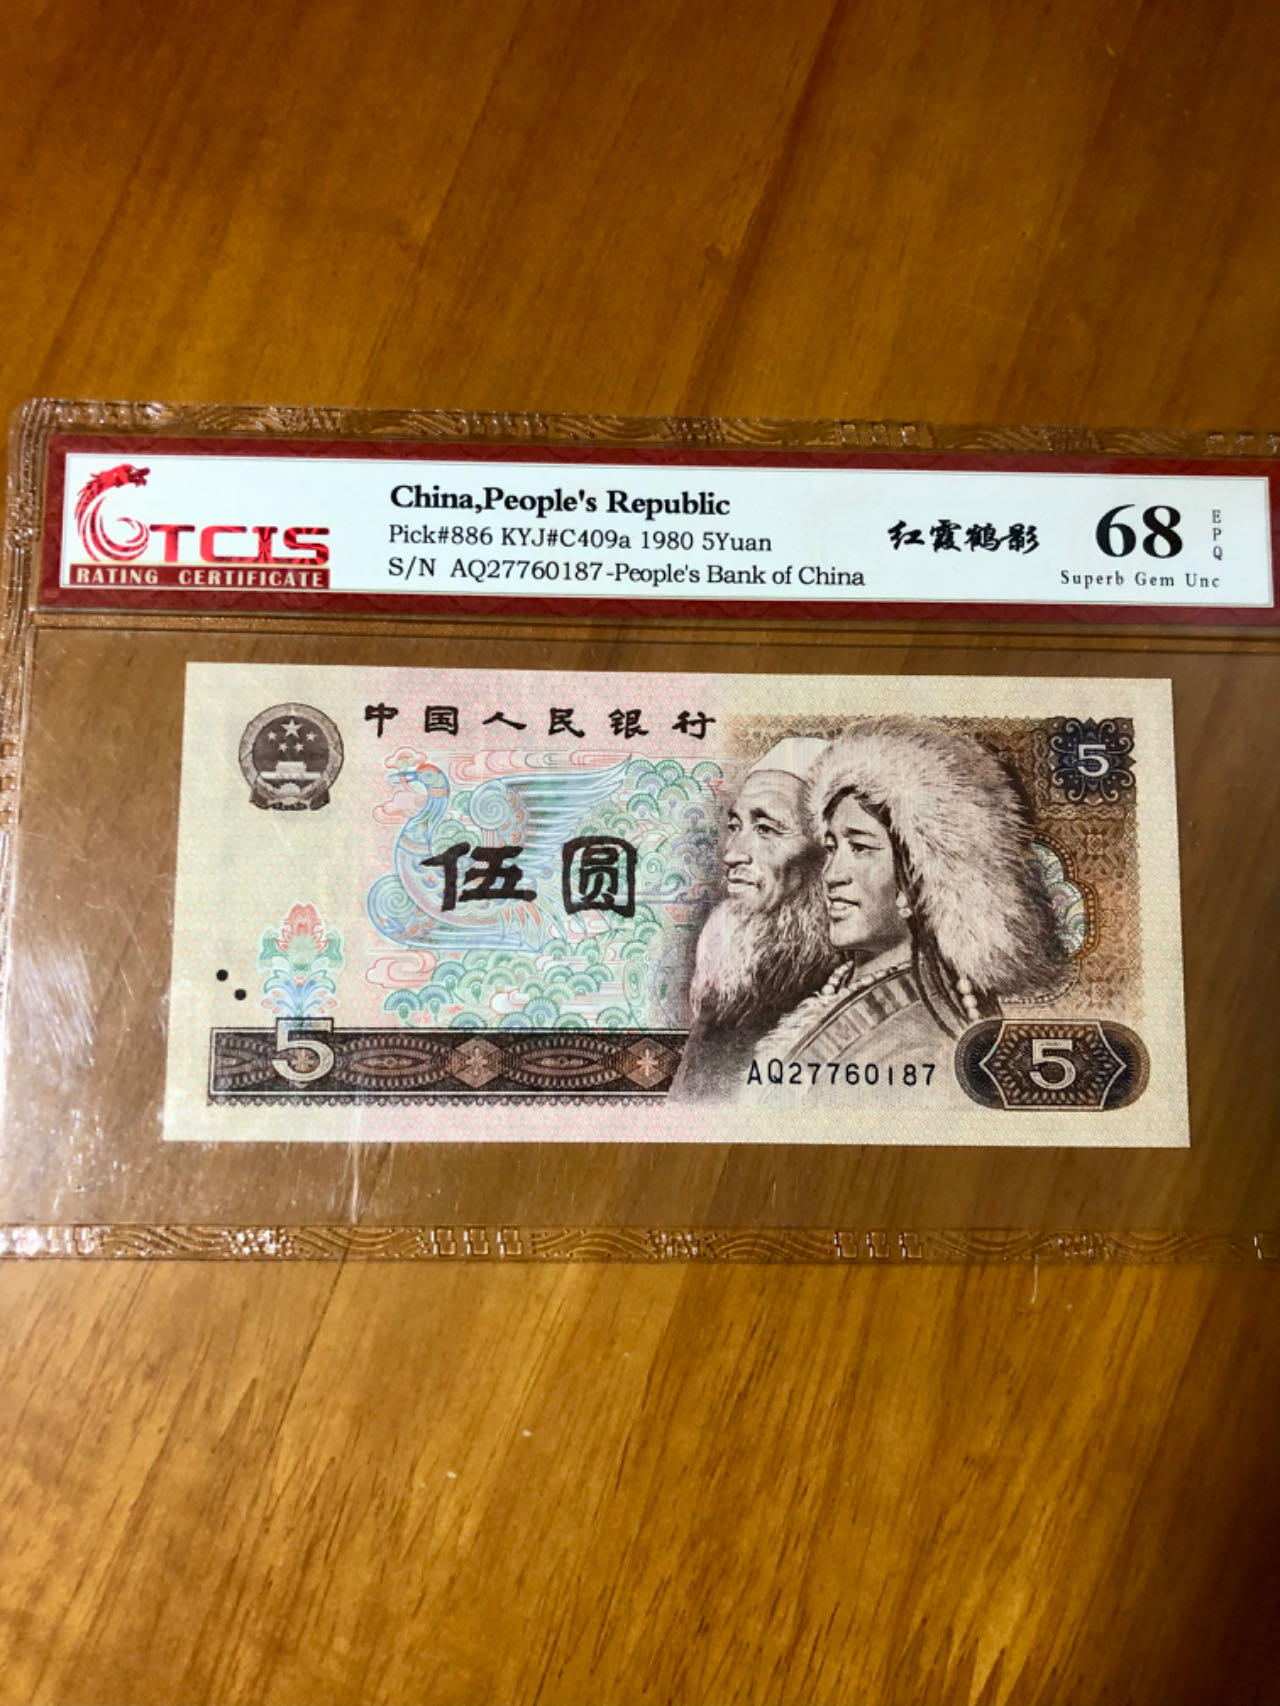 TCIS
RATING CERTIFICATE
China,People's Republic
Pick#886 KYJ#C409a 1980 5Yuan
S/N AQ27760187-People's Bank of China
红霞鹤影
68
EPQ
Superb Gem Unc
中国人民银行
5
伍圆
5
AQ27760187
5